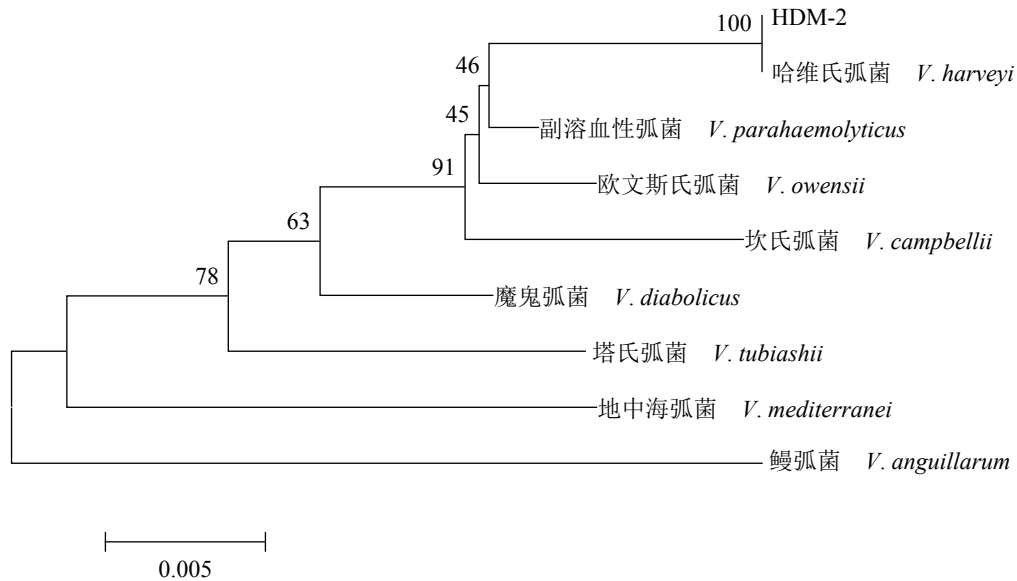 100 HDM-2
哈维氏弧菌 V. harveyi
46
副溶血性弧菌 V. parahaemolyticus
45
欧文斯氏弧菌 V. owensii
91
坎氏弧菌 V. campbellii
63
魔鬼弧菌 V. diabolicus
78
塔氏弧菌 V. tubiashii
地中海弧菌 V. mediterranei
鳗弧菌 V. anguillarum
0.005